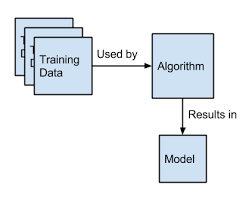 Training
Data
Used by
Algorithm
Results in
Model